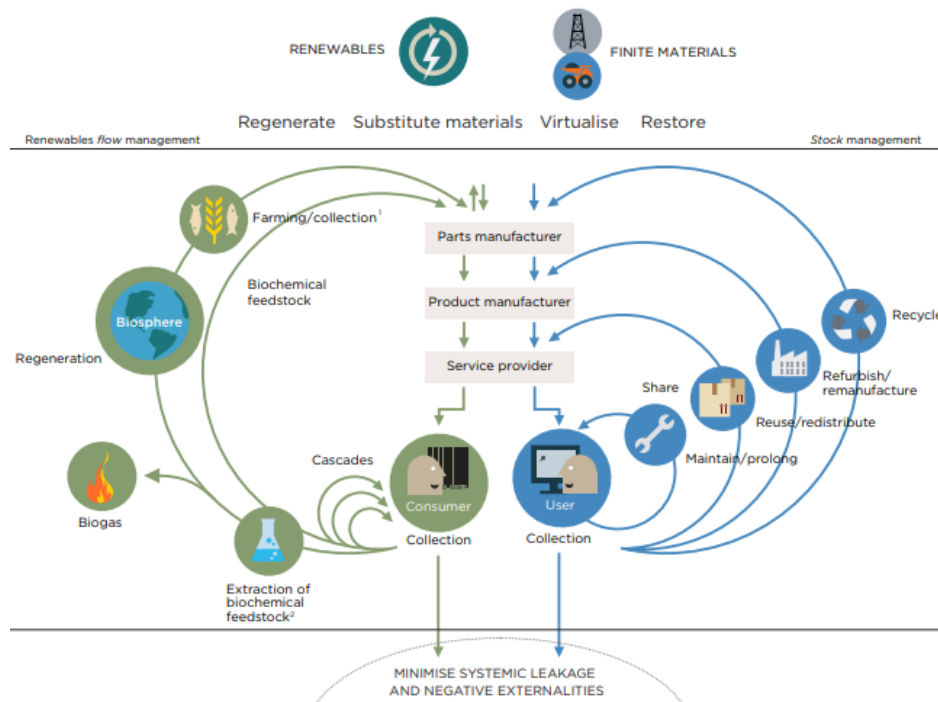 RENEWABLES
FINITE MATERIALS
Regenerate Substitute materials Virtualise Restore
Renewables flow management
Stock management
Farming/collection¹
Parts manufacturer
Biochemical
feedstock
Product manufacturer
Biosphere
Recycle
Regeneration
Service provider
Share
Refurbish/
remanufacture
Reuse/redistribute
Cascades
Maintain/prolong
Consumer
User
Biogas
Collection
Collection
Extraction of
biochemical
feedstock²
MINIMISE SYSTEMIC LEAKAGE
AND NEGATIVE EXTERNALITIES